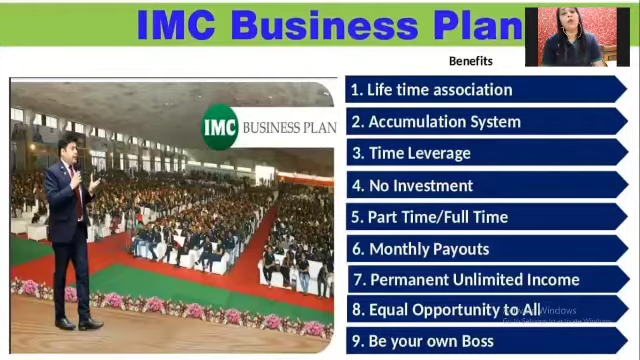 IMC Business Plan
Benefits
IMC BUSINESS PLAN
1. Life time association
2. Accumulation System
3. Time Leverage
4. No Investment
5. Part Time/Full Time
6. Monthly Payouts
7. Permanent Unlimited Income
8. Equal Opportunity to All
9. Be your own Boss